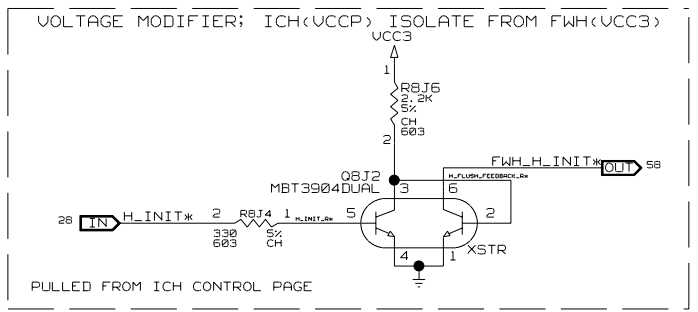 VOLTAGE MODIFIER; ICH(VCCP) ISOLATE FROM FWH(VCC3)
VCC3
1
R8J6
2.2K
5%
CH
603
2
FWH_H_INIT* OUT 58
Q8J2
MBT3904DUAL
3 6
H_FLUSH_FEEDBACK_R*
28 IN H_INIT* 2 R8J4 1 H_INIT_R* 5 2
330 5%
603 CH
4 1 XSTR
PULLED FROM ICH CONTROL PAGE